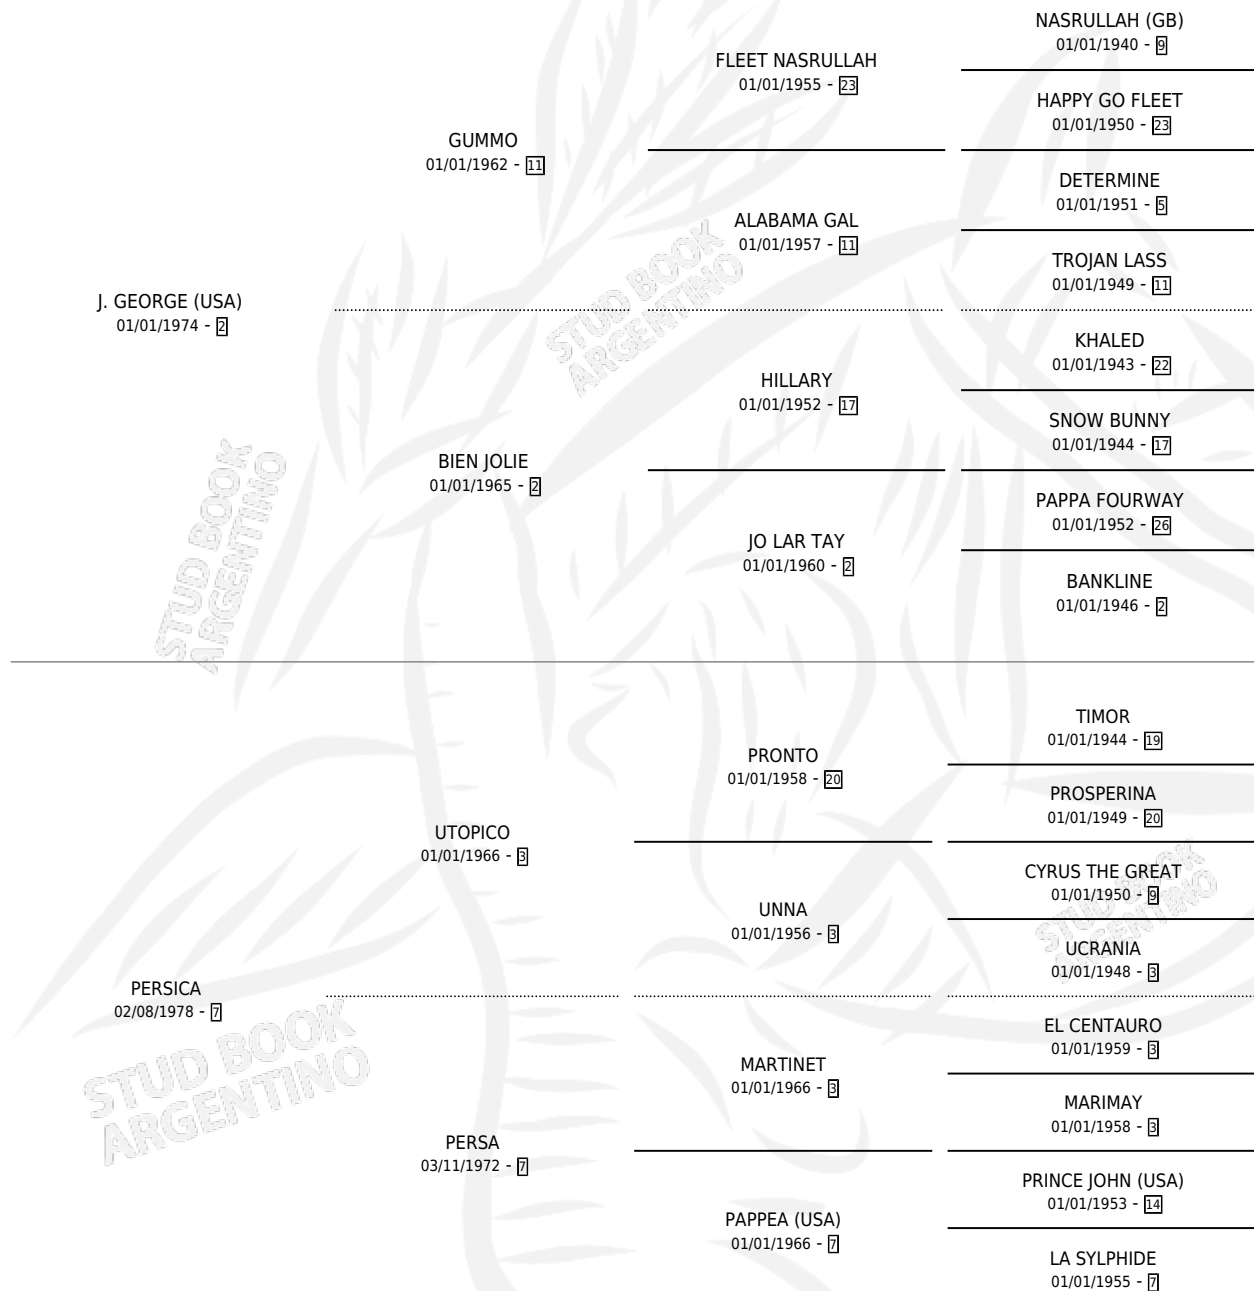 NASRULLAH (GB)
01/01/1940 - 9
FLEET NASRULLAH
01/01/1955 - 23
HAPPY GO FLEET
01/01/1950 - 23
GUMMO
01/01/1962 - 11
DETERMINE
01/01/1951 - 5
ALABAMA GAL
01/01/1957 - 11
TROJAN LASS
01/01/1949 - 11
J. GEORGE (USA)
01/01/1974 - 2
KHALED
01/01/1943 - 22
HILLARY
01/01/1952 - 17
SNOW BUNNY
01/01/1944 - 17
BIEN JOLIE
01/01/1965 - 2
PAPPA FOURWAY
01/01/1952 - 26
JO LAR TAY
01/01/1960 - 2
BANKLINE
01/01/1946 - 2
TIMOR
01/01/1944 - 19
PRONTO
01/01/1958 - 20
PROSPERINA
01/01/1949 - 20
UTOPICO
01/01/1966 - 3
CYRUS THE GREAT
01/01/1950 - 9
UNNA
01/01/1956 - 3
UCRANIA
01/01/1948 - 3
PERSICA
02/08/1978 - 7
EL CENTAURO
01/01/1959 - 3
MARTINET
01/01/1966 - 3
MARIMAY
01/01/1958 - 3
PERSA
03/11/1972 - 7
PRINCE JOHN (USA)
01/01/1953 - 14
PAPPEA (USA)
01/01/1966 - 7
LA SYLPHIDE
01/01/1955 - 7
STUD BOOK
ARGENTINO
STUD BOOK
ARGENTINO
STUD BOOK
ARGENTINO
STUD BOOK
ARGENTINO